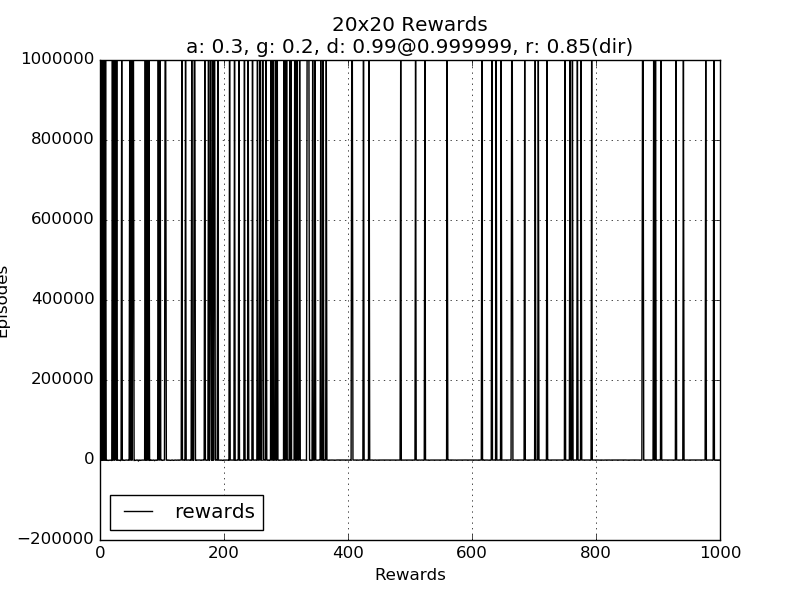 20x20 Rewards
a: 0.3, g: 0.2, d: 0.99@0.999999, r: 0.85(dir)
1000000
800000
600000
400000
200000
0
−200000
Episodes
rewards
0 200 400 600 800 1000
Rewards